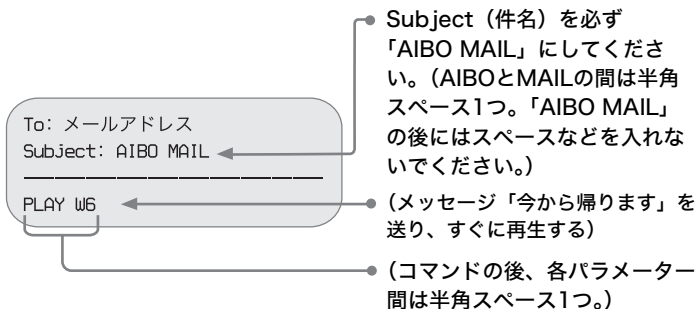 To: メールアドレス
Subject: AIBO MAIL
PLAY W6
Subject（件名）を必ず
「AIBO MAIL」にしてくださ
い。（AIBOとMAILの間は半角
スペース1つ。「AIBO MAIL」
の後にはスペースなどを入れな
いでください。）
（メッセージ「今から帰ります」を
送り、すぐに再生する）
（コマンドの後、各パラメーター
間は半角スペース1つ。）